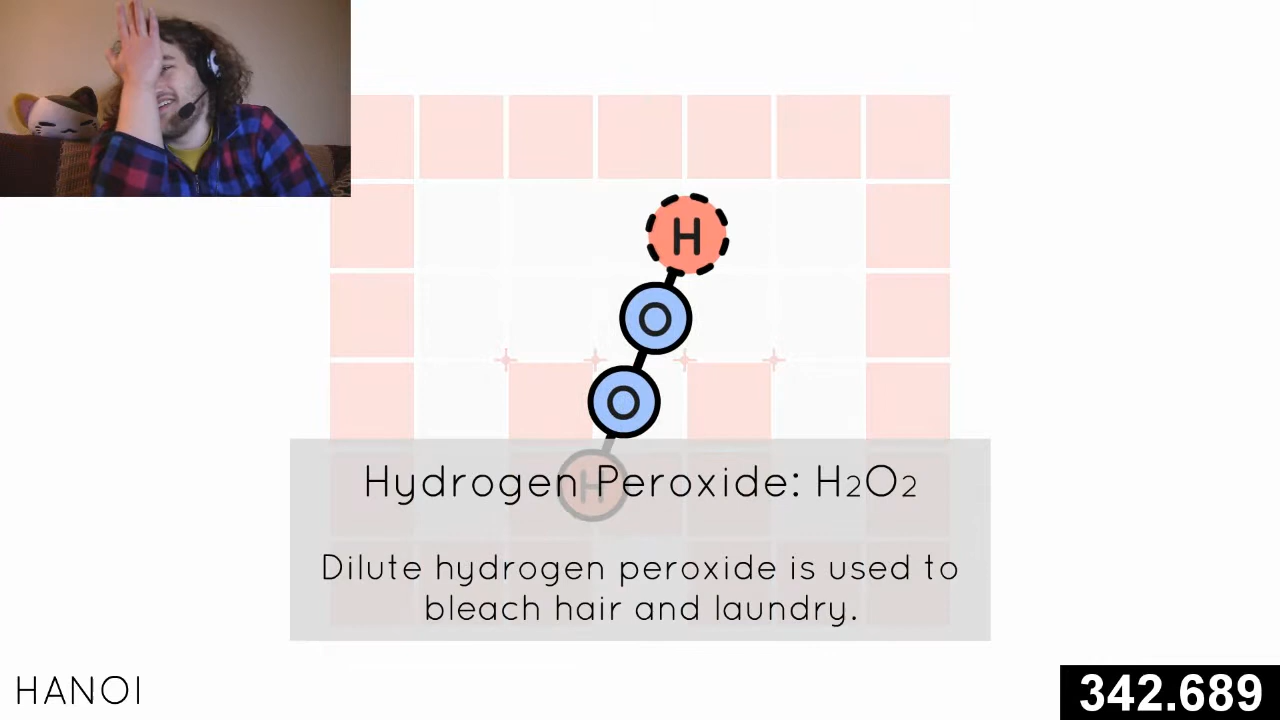 H
O
O
H
Hydrogen Peroxide: H2O2
Dilute hydrogen peroxide is used to
bleach hair and laundry.
HANOI
342.689